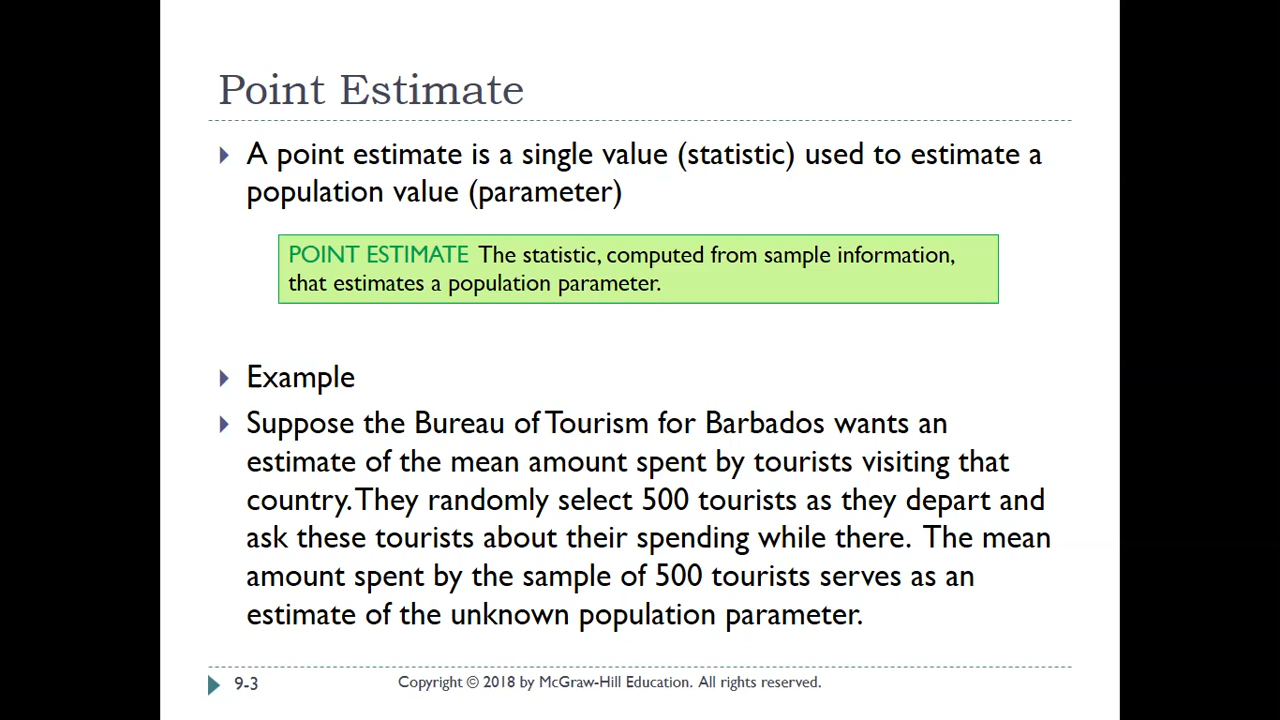 Point Estimate
A point estimate is a single value (statistic) used to estimate a
population value (parameter)
POINT ESTIMATE The statistic, computed from sample information,
that estimates a population parameter.
Example
Suppose the Bureau of Tourism for Barbados wants an
estimate of the mean amount spent by tourists visiting that
country. They randomly select 500 tourists as they depart and
ask these tourists about their spending while there. The mean
amount spent by the sample of 500 tourists serves as an
estimate of the unknown population parameter.
9-3 Copyright © 2018 by McGraw-Hill Education. All rights reserved.